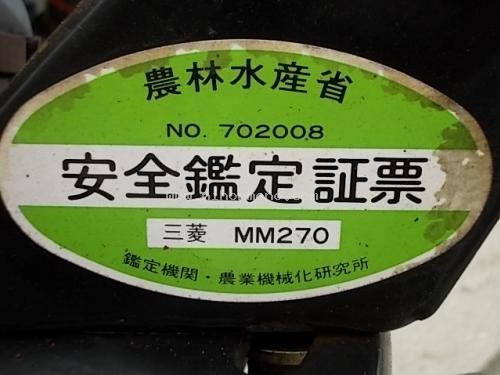 農林水産省
NO. 702008
安全鑑定証票
三菱 MM270
鑑定機関・農業機械化研究所